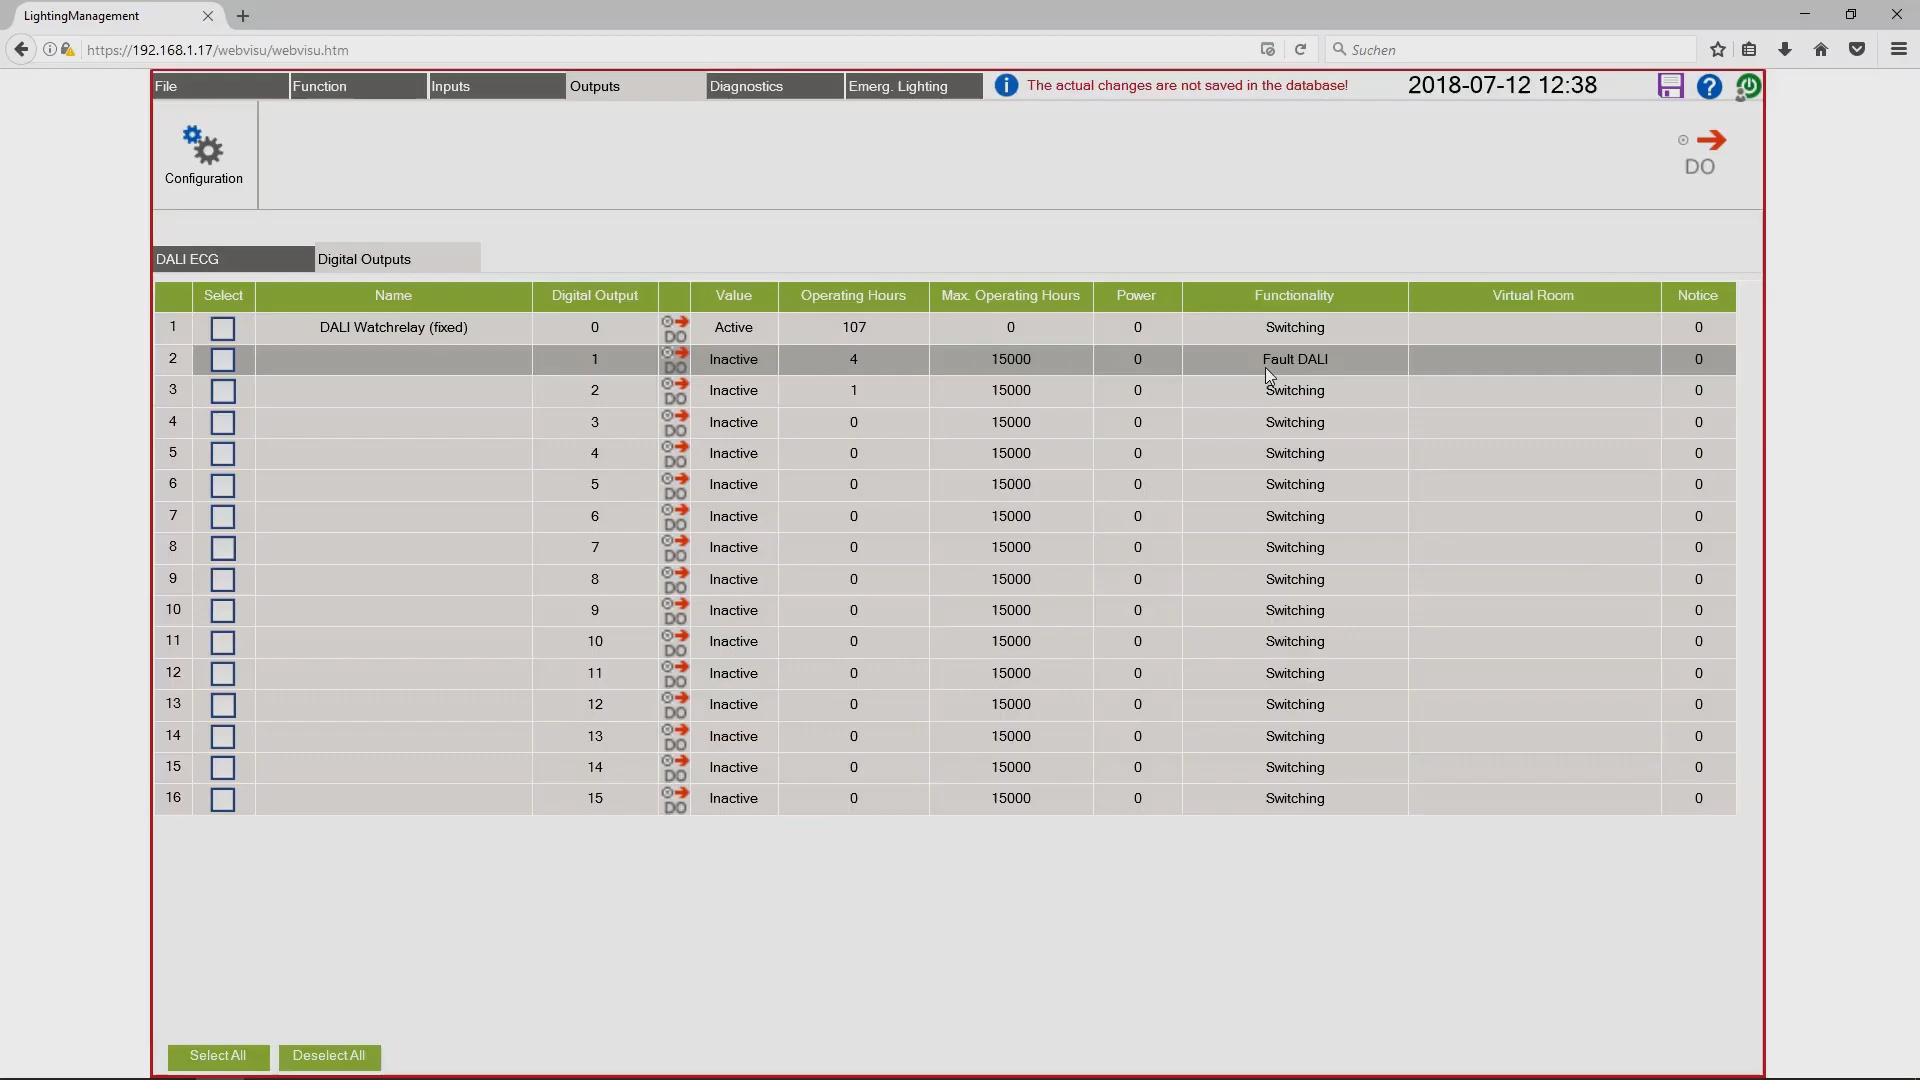 LightingManagement
https://192.168.1.17/webvisu/webvisu.htm
Suchen
File Function Inputs Outputs Diagnostics Emerg. Lighting The actual changes are not saved in the database! 2018-07-12 12:38
Configuration
DO
DALI ECG Digital Outputs
Select Name Digital Output Value Operating Hours Max. Operating Hours Power Functionality Virtual Room Notice
1 DALI Watchrelay (fixed) 0 DO Active 107 0 0 Switching 0
2 1 DO Inactive 4 15000 0 Fault DALI 0
3 2 DO Inactive 1 15000 0 Switching 0
4 3 DO Inactive 0 15000 0 Switching 0
5 4 DO Inactive 0 15000 0 Switching 0
6 5 DO Inactive 0 15000 0 Switching 0
7 6 DO Inactive 0 15000 0 Switching 0
8 7 DO Inactive 0 15000 0 Switching 0
9 8 DO Inactive 0 15000 0 Switching 0
10 9 DO Inactive 0 15000 0 Switching 0
11 10 DO Inactive 0 15000 0 Switching 0
12 11 DO Inactive 0 15000 0 Switching 0
13 12 DO Inactive 0 15000 0 Switching 0
14 13 DO Inactive 0 15000 0 Switching 0
15 14 DO Inactive 0 15000 0 Switching 0
16 15 DO Inactive 0 15000 0 Switching 0
Select All Deselect All